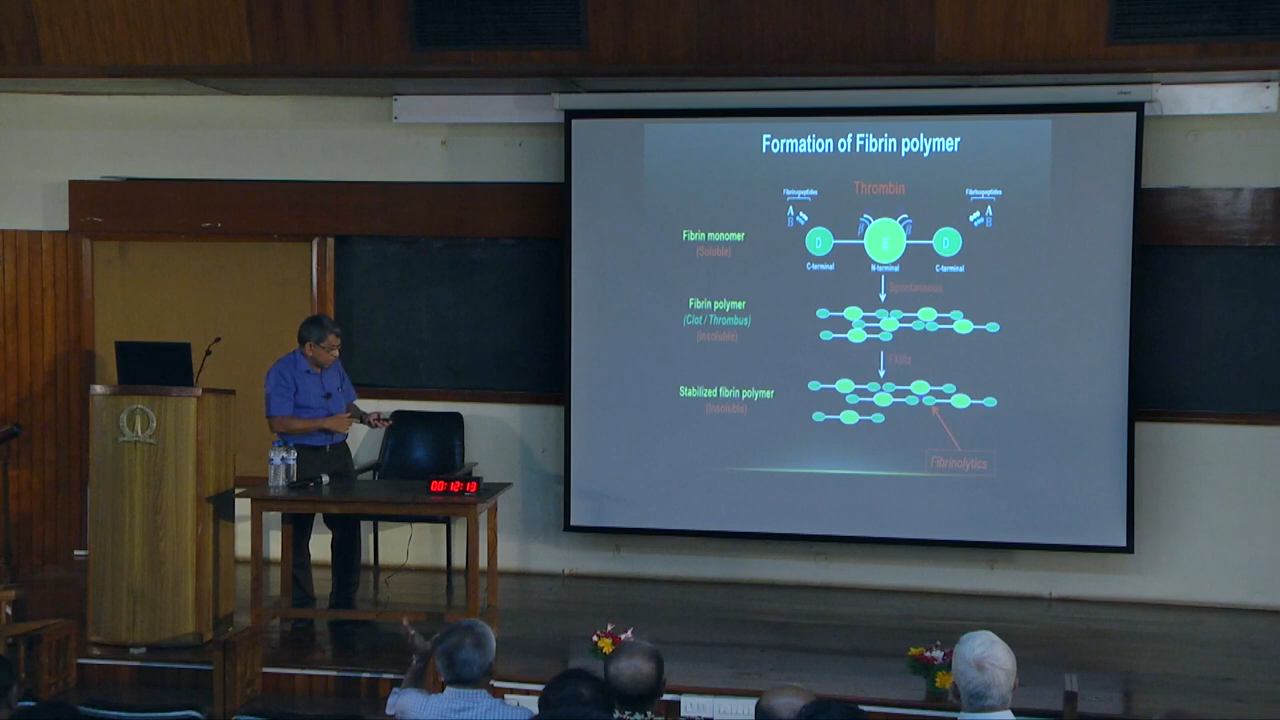 Formation of Fibrin polymer
Fibrinopeptides
Thrombin
Fibrinopeptides
A
B
A
B
Fibrin monomer
(Soluble)
D
E
D
C-terminal
N-terminal
C-terminal
Spontaneous
Fibrin polymer
(Clot / Thrombus)
(Insoluble)
Stabilized fibrin polymer
(Insoluble)
Fibrinolytics
00:12:13